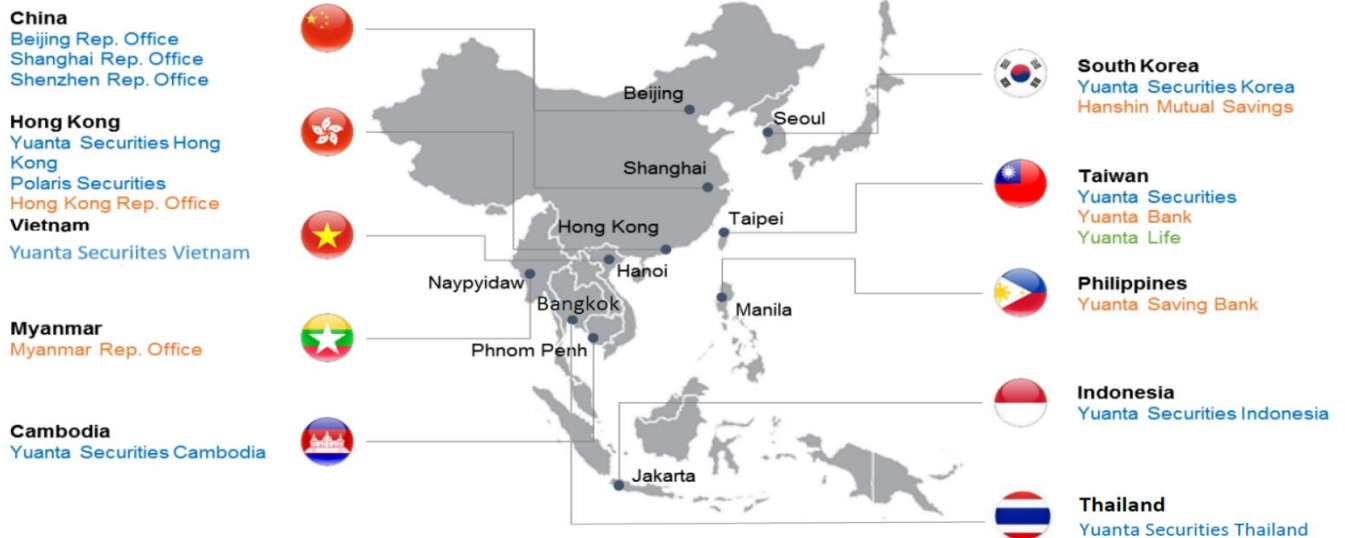 China
Beijing Rep. Office
Shanghai Rep. Office
Shenzhen Rep. Office
Hong Kong
Yuanta Securities Hong
Kong
Polaris Securities
Hong Kong Rep. Office
Vietnam
Yuanta Securiites Vietnam
Myanmar
Myanmar Rep. Office
Cambodia
Yuanta Securities Cambodia
Beijing
Seoul
Shanghai
Taipei
Hong Kong
Hanoi
Naypyidaw
Bangkok
Manila
Phnom Penh
Jakarta
South Korea
Yuanta Securities Korea
Hanshin Mutual Savings
Taiwan
Yuanta Securities
Yuanta Bank
Yuanta Life
Philippines
Yuanta Saving Bank
Indonesia
Yuanta Securities Indonesia
Thailand
Yuanta Securities Thailand